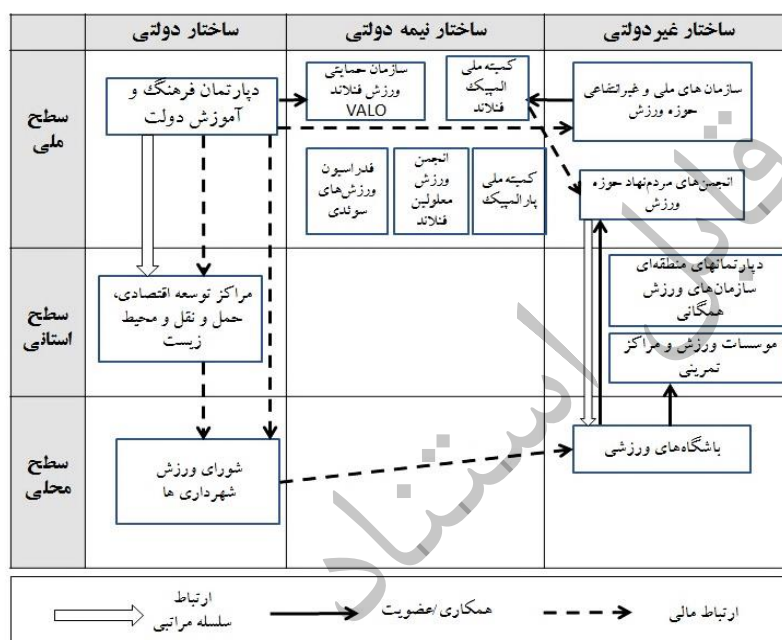 ساختار دولتی
ساختار نیمه دولتی
ساختار غیردولتی
سطح
ملی
دپارتمان فرهنگ و
آموزش دولت
سازمان حمایتی
ورزش فنلاند
VALO
کمیته ملی
المپیک
فنلاند
سازمان های ملی و غیرانتفاعی
حوزه ورزش
فدراسیون
ورزش‌های
سوئدی
انجمن
ورزش
معلولین
فنلاند
کمیته ملی
پارالمپیک
انجمن‌های مردم‌نهاد حوزه
ورزش
سطح
استانی
مراکز توسعه اقتصادی،
حمل و نقل و محیط
زیست
دپارتمانهای منطقه‌ای
سازمان‌های ورزش
همگانی
موسسات ورزش و مراکز
تمرینی
سطح
محلی
شورای ورزش
شهرداری ها
باشگاه‌های ورزشی
ارتباط
سلسله مراتبی
همکاری/عضویت
ارتباط مالی